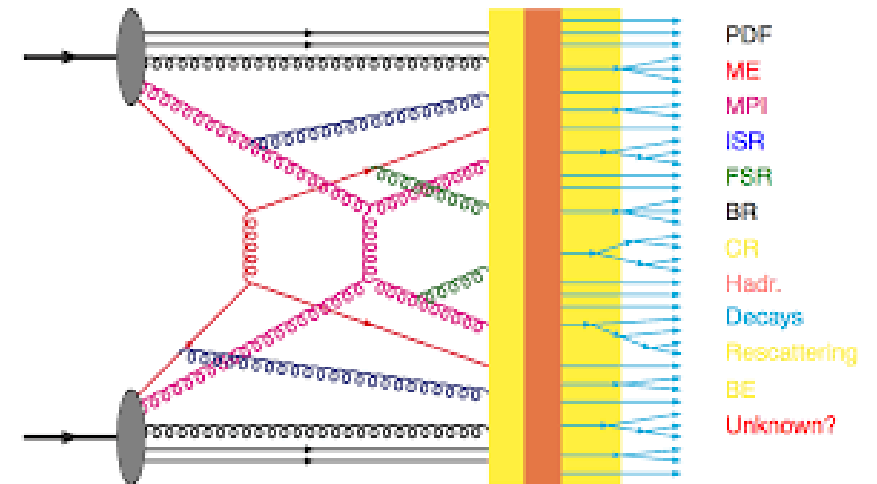 PDF
ME
MPI
ISR
FSR
BR
CR
Hadr.
Decays
Rescattering
BE
Unknown?